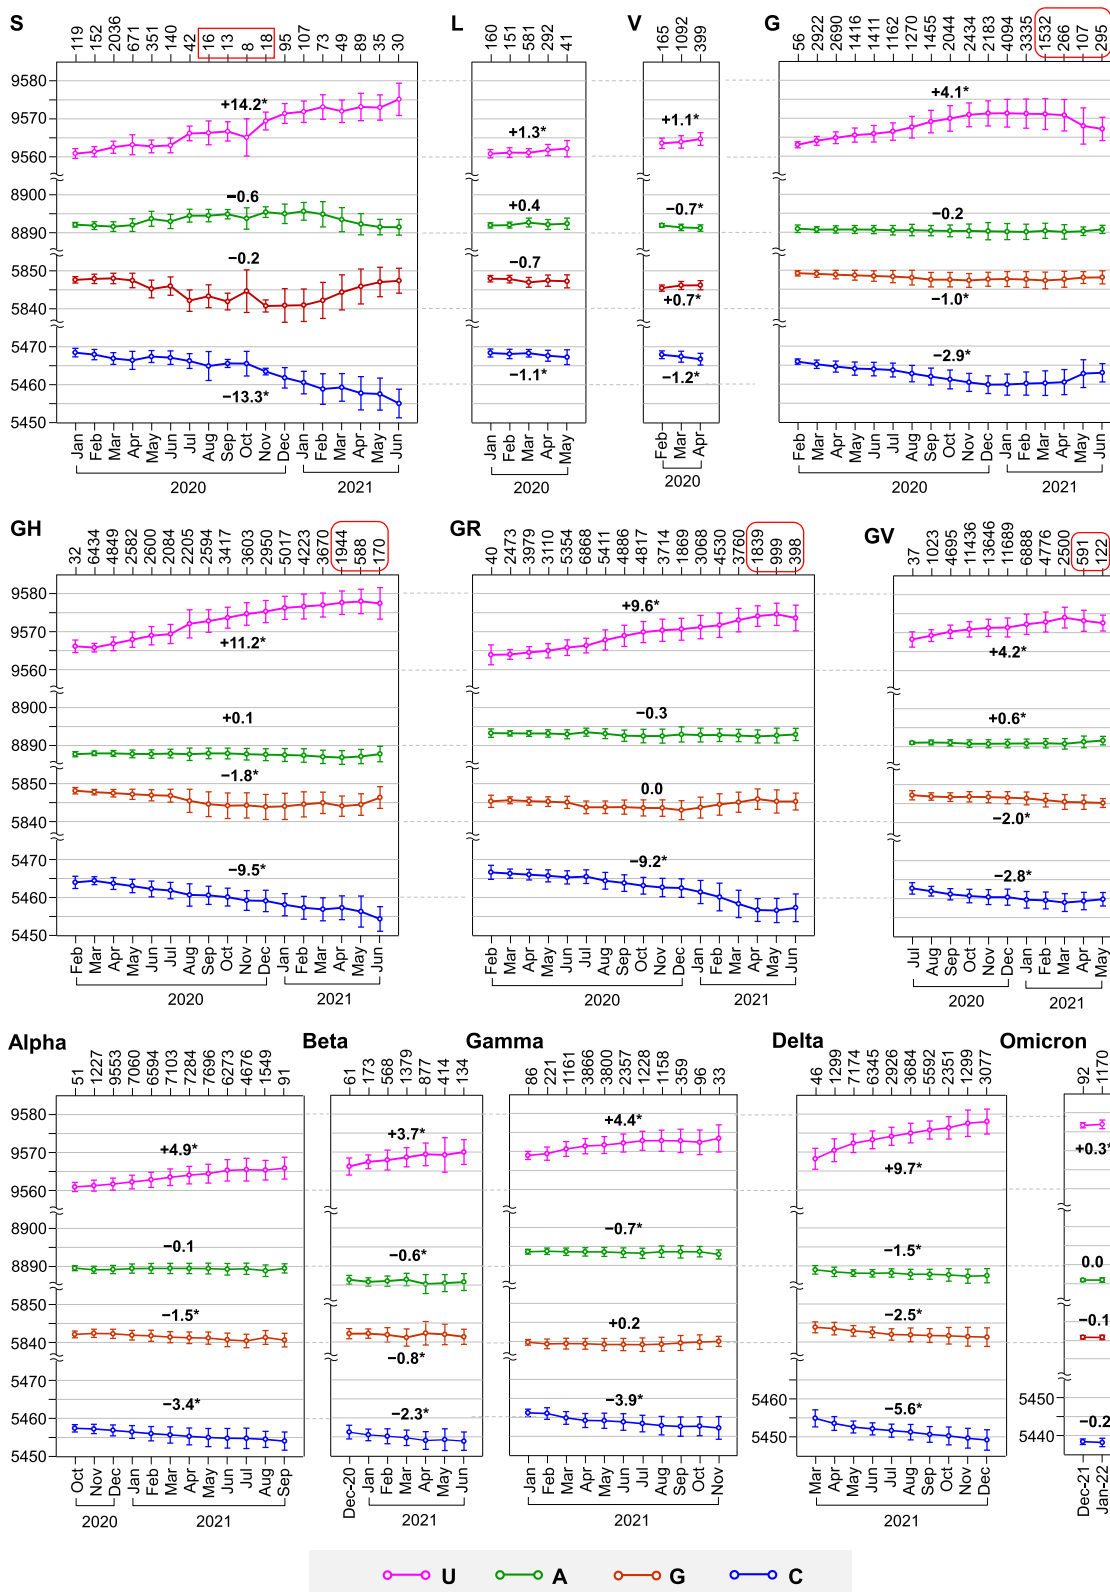 S L V G
119 152 2036 671 351 140 42 16 13 8 18 95 107 73 49 89 35 30
160 151 581 292 41
165 1092 399
56 2922 2690 1416 1411 1162 1270 1455 2044 2434 2183 4094 3335 1532 266 107 295
9580
9570
9560
8900
8890
5850
5840
5470
5460
5450
+14.2* +1.3* +1.1* +4.1*
−0.6 +0.4 −0.7* −0.2
−0.2 −0.7 +0.7* −1.0*
−13.3* −1.1* −1.2* −2.9*
Jan Feb Mar Apr May Jun Jul Aug Sep Oct Nov Dec Jan Feb Mar Apr May Jun
2020 2021
Jan Feb Mar Apr May
2020
Feb Mar Apr
2020
Feb Mar Apr May Jun Jul Aug Sep Oct Nov Dec Jan Feb Mar Apr May Jun
2020 2021
GH GR GV
32 6434 4849 2582 2600 2084 2205 2594 3417 3603 2950 5017 4223 3670 1944 588 170
40 2473 3979 3110 5354 6868 5411 4886 4817 3714 1869 3068 4530 3760 1839 999 398
37 1023 4695 11436 13646 11689 6888 4776 2500 591 122
9580
9570
9560
8900
8890
5850
5840
5470
5460
5450
+11.2* +9.6* +4.2*
+0.1 −0.3 +0.6*
−1.8* 0.0 −2.0*
−9.5* −9.2* −2.8*
Feb Mar Apr May Jun Jul Aug Sep Oct Nov Dec Jan Feb Mar Apr May Jun
2020 2021
Feb Mar Apr May Jun Jul Aug Sep Oct Nov Dec Jan Feb Mar Apr May Jun
2020 2021
Jul Aug Sep Oct Nov Dec Jan Feb Mar Apr May
2020 2021
Alpha Beta Gamma Delta Omicron
51 1227 9553 7060 6594 7103 7284 7696 6273 4676 1549 91
61 173 568 1379 877 414 134
86 221 1161 3866 3800 2357 1228 1158 359 96 33
46 1299 7174 6345 2926 3684 5592 2351 1299 3077
92 1170
9580
9570
9560
8900
8890
5850
5840
5470
5460
5450
5460
5450
5450
5440
+4.9* +3.7* +4.4* +9.7* +0.3*
−0.1 −0.6* −0.7* −1.5* 0.0
−1.5* −0.8* +0.2 −2.5* −0.1
−3.4* −2.3* −3.9* −5.6* −0.2
Oct Nov Dec Jan Feb Mar Apr May Jun Jul Aug Sep
2020 2021
Dec-20 Jan Feb Mar Apr May Jun
2021
Jan Feb Mar Apr May Jun Jul Aug Sep Oct Nov
2021
Mar Apr May Jun Jul Aug Sep Oct Nov Dec
2021
Dec-21 Jan-22
U A G C